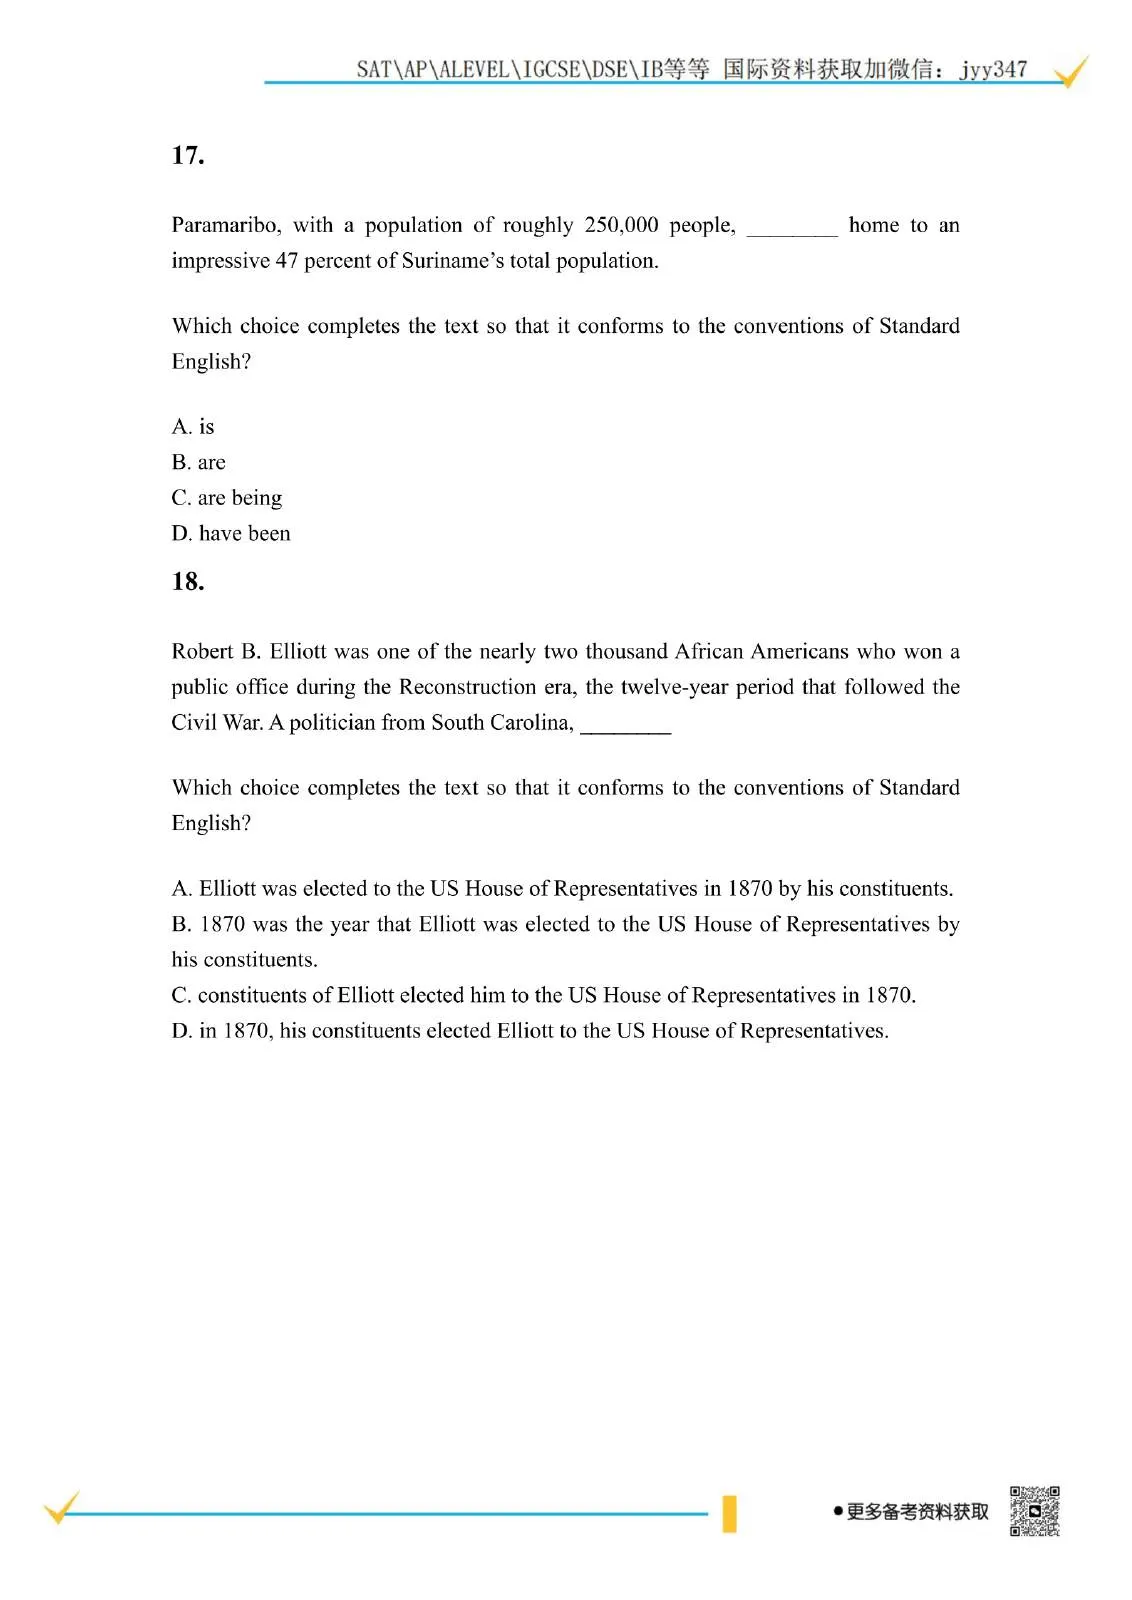 SAT\AP\ALEVEL\IGCSE\DSE\IB等等 国际资料获取加微信：jyy347
17.
Paramaribo, with a population of roughly 250,000 people, ________ home to an
impressive 47 percent of Suriname’s total population.
Which choice completes the text so that it conforms to the conventions of Standard
English?
A. is
B. are
C. are being
D. have been
18.
Robert B. Elliott was one of the nearly two thousand African Americans who won a
public office during the Reconstruction era, the twelve-year period that followed the
Civil War. A politician from South Carolina, ________
Which choice completes the text so that it conforms to the conventions of Standard
English?
A. Elliott was elected to the US House of Representatives in 1870 by his constituents.
B. 1870 was the year that Elliott was elected to the US House of Representatives by
his constituents.
C. constituents of Elliott elected him to the US House of Representatives in 1870.
D. in 1870, his constituents elected Elliott to the US House of Representatives.
●更多备考资料获取